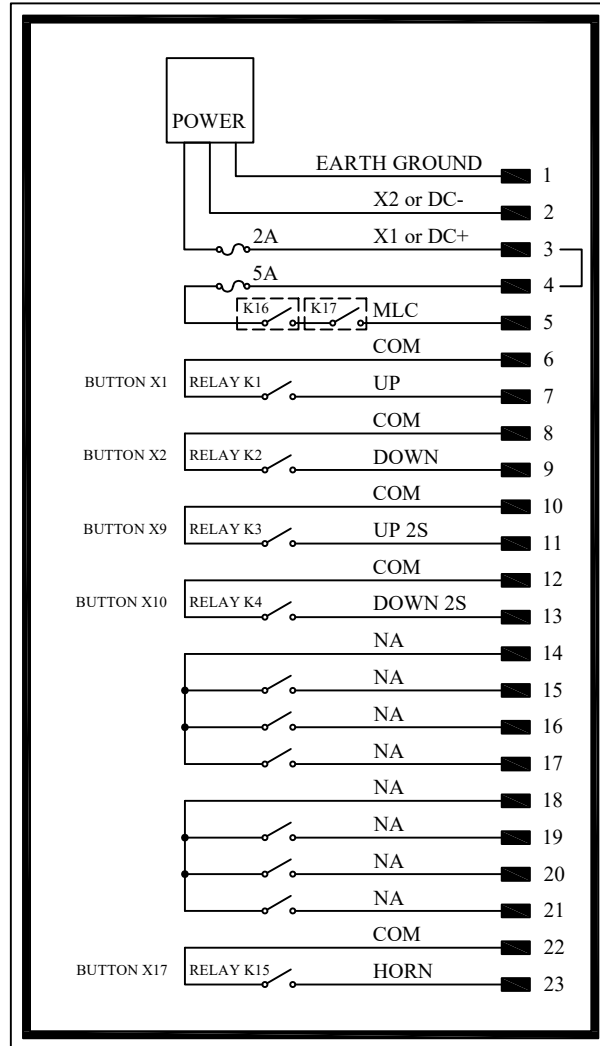 POWER
EARTH GROUND 1
X2 or DC- 2
2A X1 or DC+ 3
5A 4
K16 K17 MLC 5
COM 6
BUTTON X1 RELAY K1 UP 7
COM 8
BUTTON X2 RELAY K2 DOWN 9
COM 10
BUTTON X9 RELAY K3 UP 2S 11
COM 12
BUTTON X10 RELAY K4 DOWN 2S 13
NA 14
NA 15
NA 16
NA 17
NA 18
NA 19
NA 20
NA 21
COM 22
BUTTON X17 RELAY K15 HORN 23